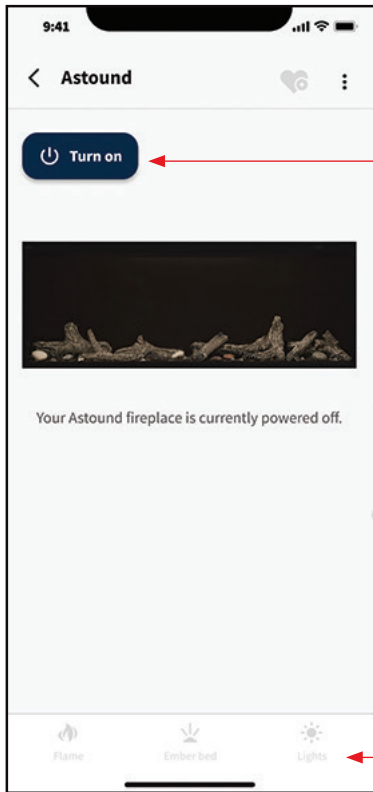 9:41
Astound
Turn on
Your Astound fireplace is currently powered off.
Flame Ember bed Lights